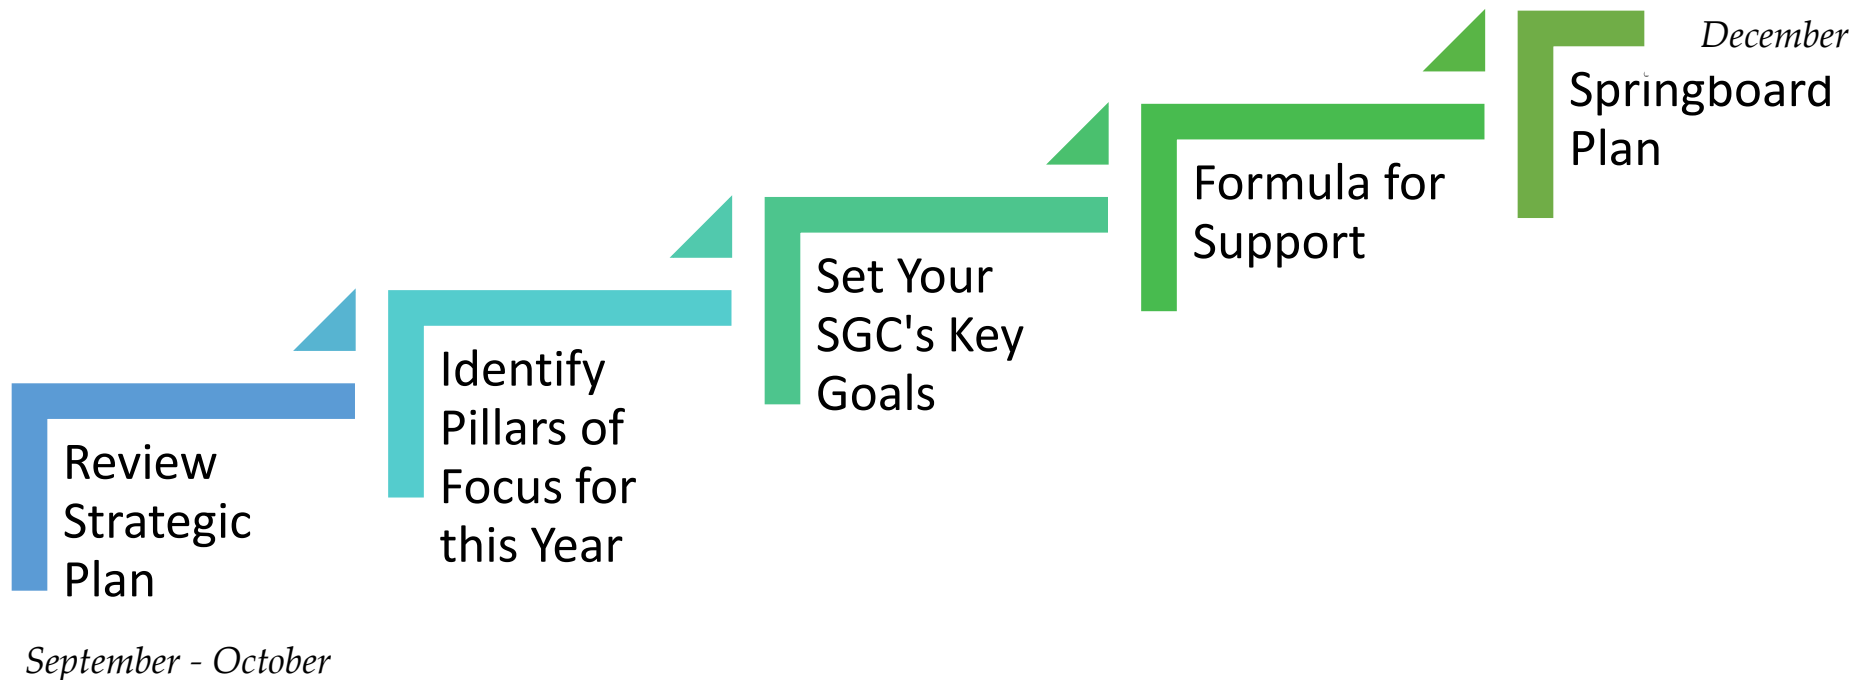 Review
Strategic
Plan
September - October
Identify
Pillars of
Focus for
this Year
Set Your
SGC's Key
Goals
Formula for
Support
December
Springboard
Plan